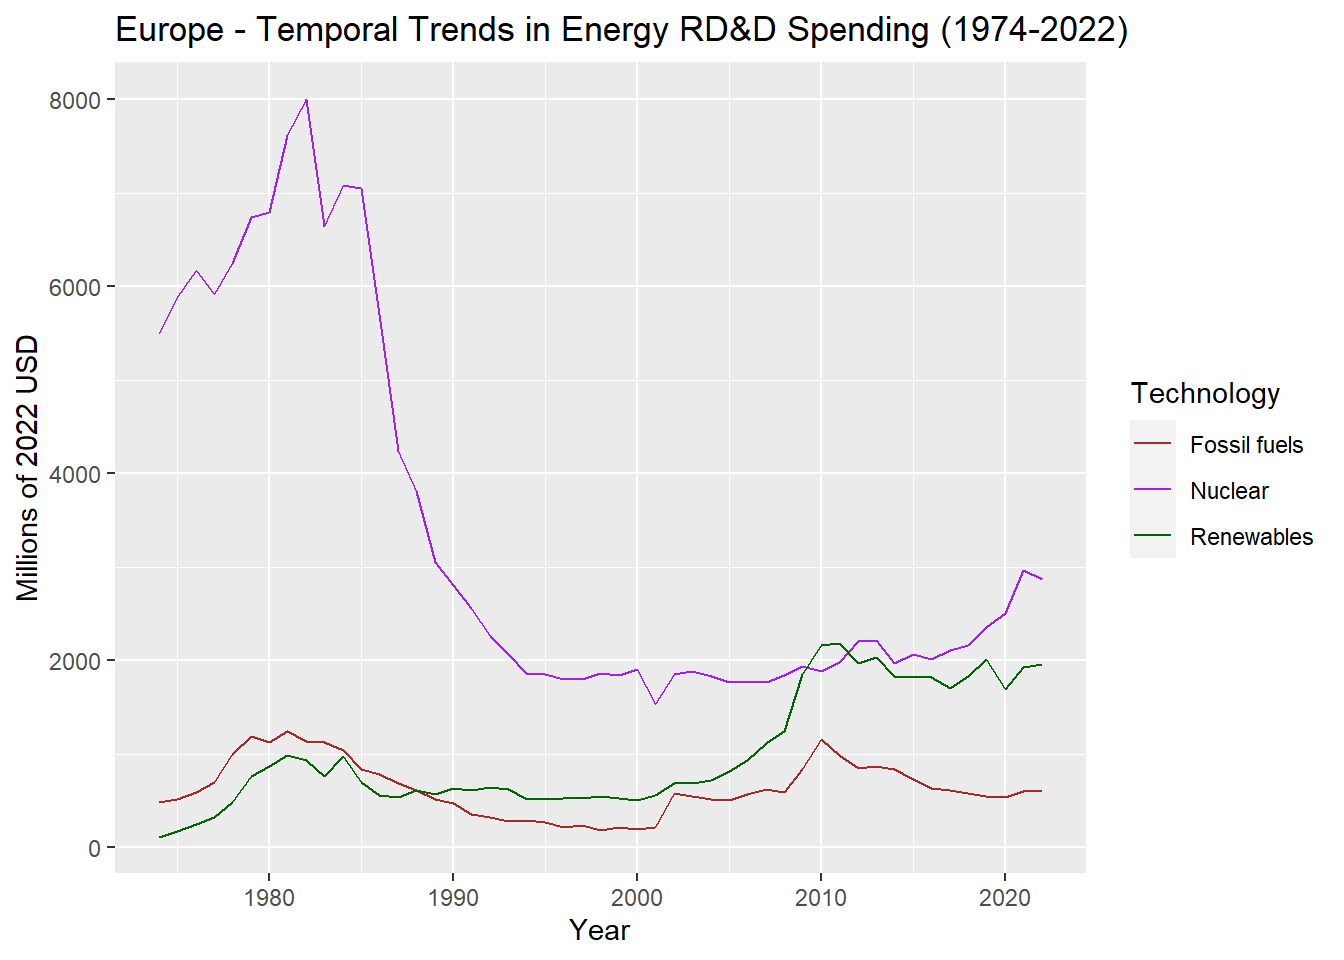 Europe - Temporal Trends in Energy RD&D Spending (1974-2022)
Millions of 2022 USD
8000
6000
4000
2000
0
1980
1990
2000
2010
2020
Year
Technology
Fossil fuels
Nuclear
Renewables